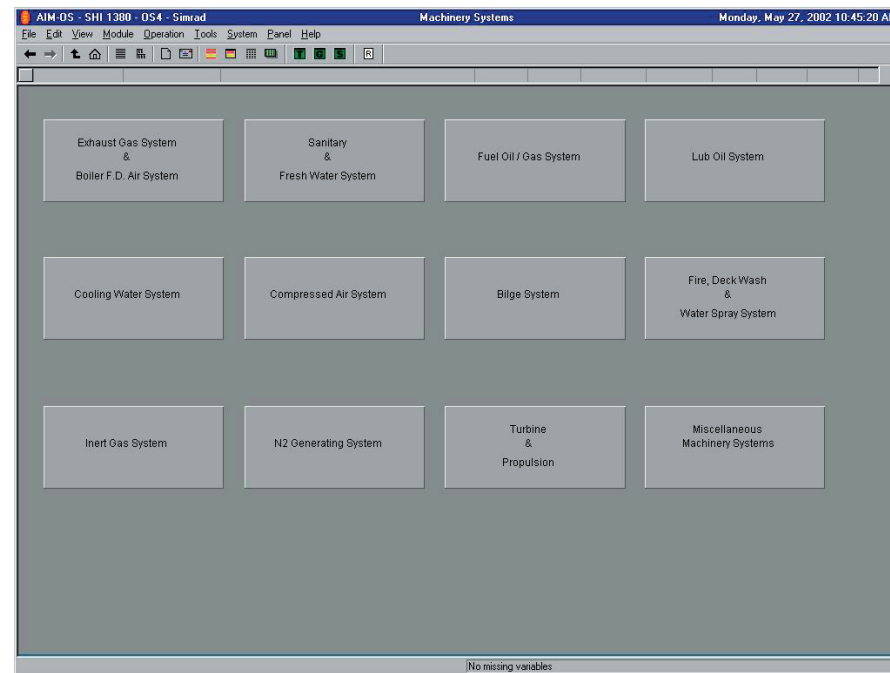 AIM-OS - SHI 1380 - OS4 - Simrad Machinery Systems Monday, May 27, 2002 10:45:20 A
File Edit View Module Operation Tools System Panel Help
T G S R
Exhaust Gas System
&
Boiler F.D. Air System
Sanitary
&
Fresh Water System
Fuel Oil / Gas System
Lub Oil System
Cooling Water System
Compressed Air System
Bilge System
Fire, Deck Wash
&
Water Spray System
Inert Gas System
N2 Generating System
Turbine
&
Propulsion
Miscellaneous
Machinery Systems
No missing variables